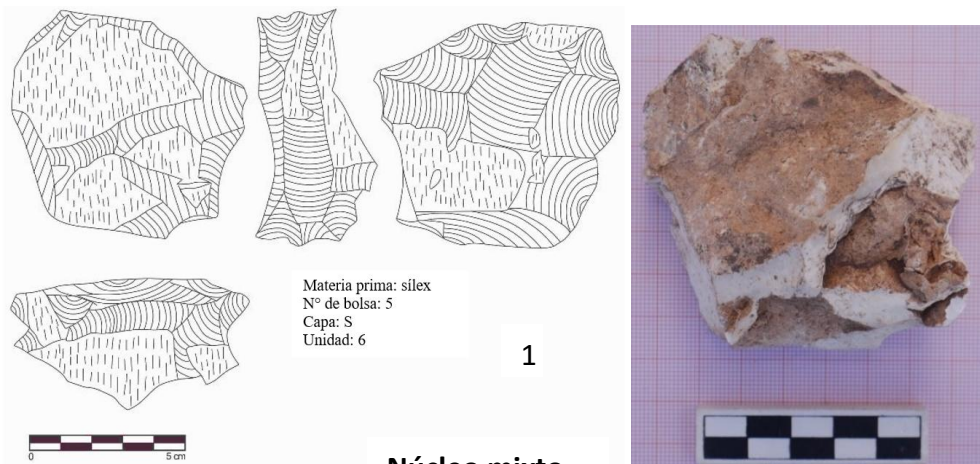 Materia prima: sílex
N° de bolsa: 5
Capa: S
Unidad: 6
1
0 5 cm
Núcleo mixto